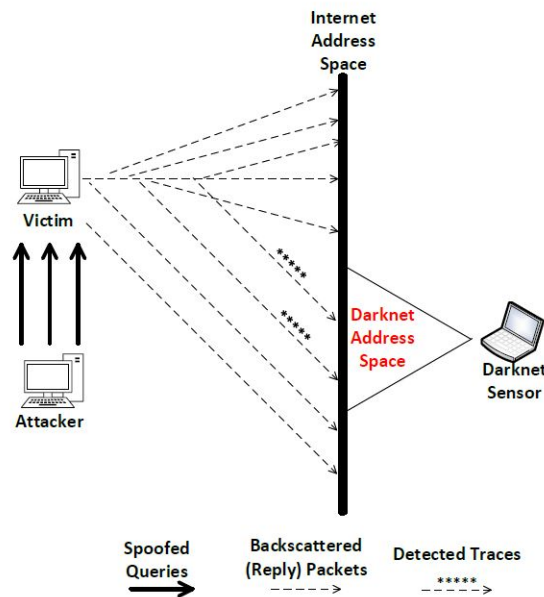 Internet
Address
Space
Victim
*****
*****
Darknet
Address
Space
Darknet
Sensor
Attacker
Spoofed
Queries
Backscattered
(Reply) Packets
Detected Traces
*****